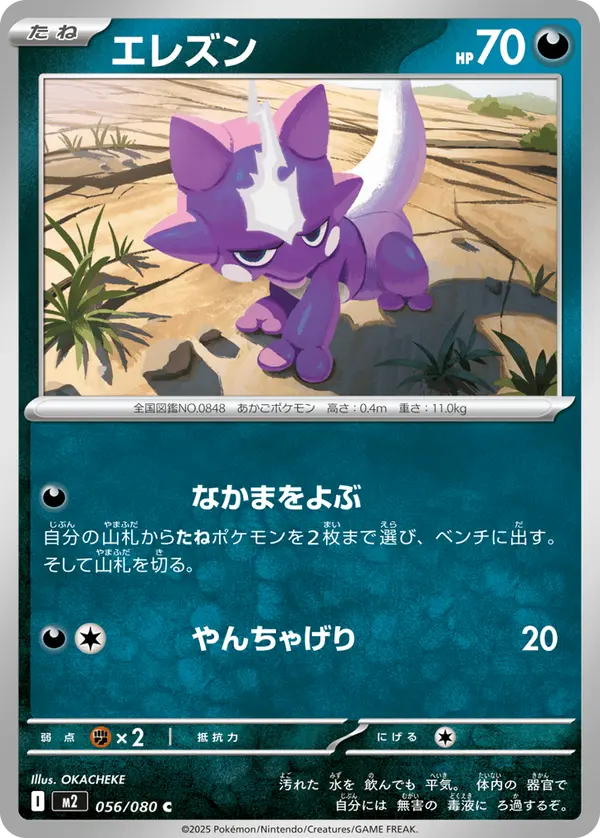 たね エレズン HP70
全国図鑑NO.0848 あかごポケモン 高さ:0.4m 重さ:11.0kg
なかまをよぶ
自分の山札からたねポケモンを2枚まで選び、ベンチに出す。
そして山札を切る。
やんちゃげり 20
弱点 ×2 抵抗力 にげる
Illus. OKACHEKE
汚れた 水を 飲んでも 平気。 体内の 器官で
自分には 無害の 毒液に ろ過するぞ。
I m2 056/080 C
©2025 Pokémon/Nintendo/Creatures/GAME FREAK.